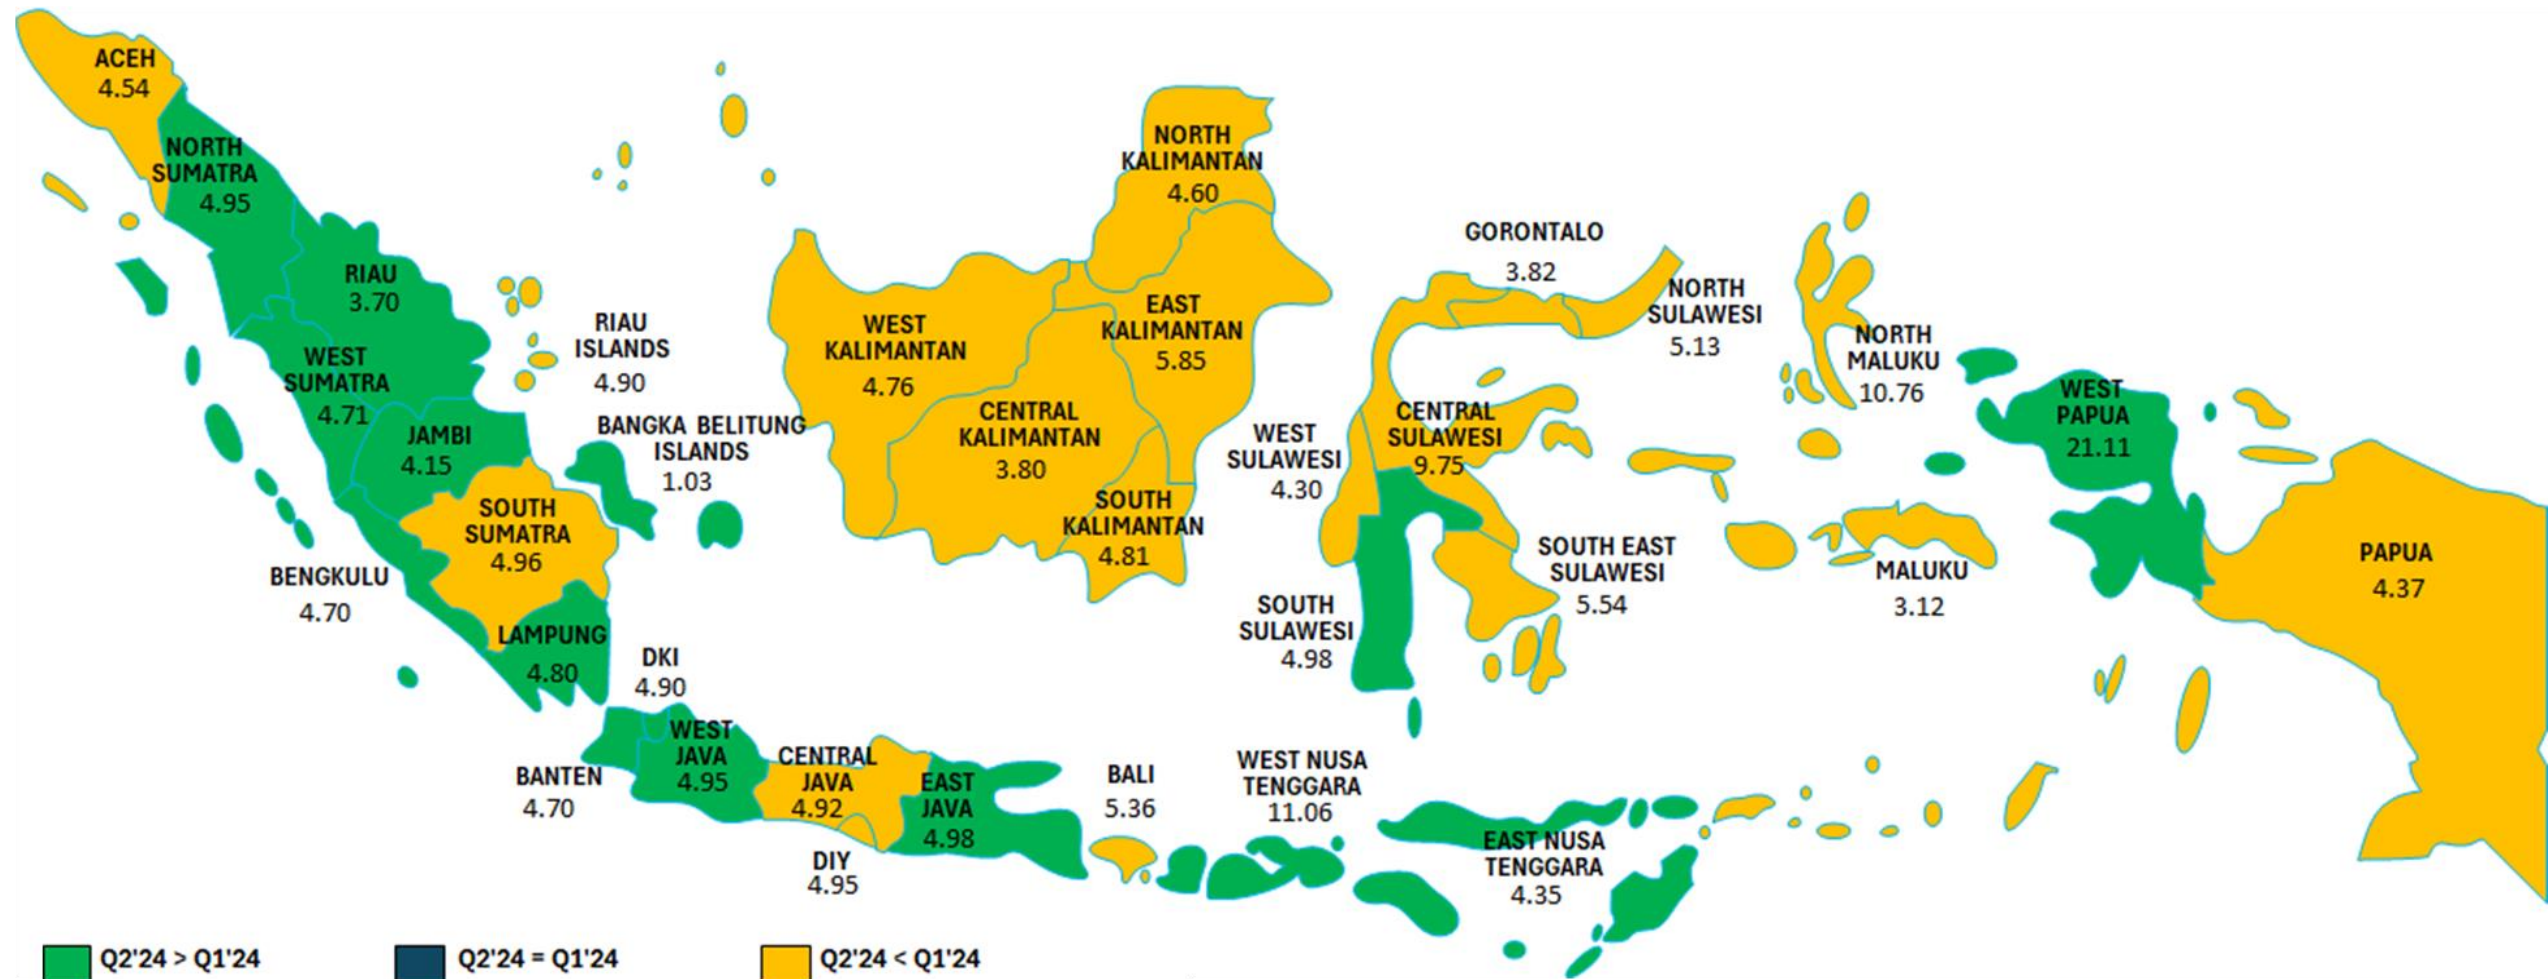 ACEH
4.54
NORTH
SUMATRA
4.95
RIAU
3.70
WEST
SUMATRA
4.71
RIAU
ISLANDS
4.90
JAMBI
4.15
BANGKA BELITUNG
ISLANDS
1.03
SOUTH
SUMATRA
4.96
BENGKULU
4.70
LAMPUNG
4.80
DKI
4.90
BANTEN
4.70
WEST
JAVA
4.95
CENTRAL
JAVA
4.92
DIY
4.95
EAST
JAVA
4.98
BALI
5.36
WEST NUSA
TENGGARA
11.06
EAST NUSA
TENGGARA
4.35
NORTH
KALIMANTAN
4.60
WEST
KALIMANTAN
4.76
EAST
KALIMANTAN
5.85
CENTRAL
KALIMANTAN
3.80
SOUTH
KALIMANTAN
4.81
GORONTALO
3.82
NORTH
SULAWESI
5.13
WEST
SULAWESI
4.30
CENTRAL
SULAWESI
9.75
SOUTH EAST
SULAWESI
5.54
SOUTH
SULAWESI
4.98
NORTH
MALUKU
10.76
MALUKU
3.12
WEST
PAPUA
21.11
PAPUA
4.37
Q2'24 > Q1'24
Q2'24 = Q1'24
Q2'24 < Q1'24